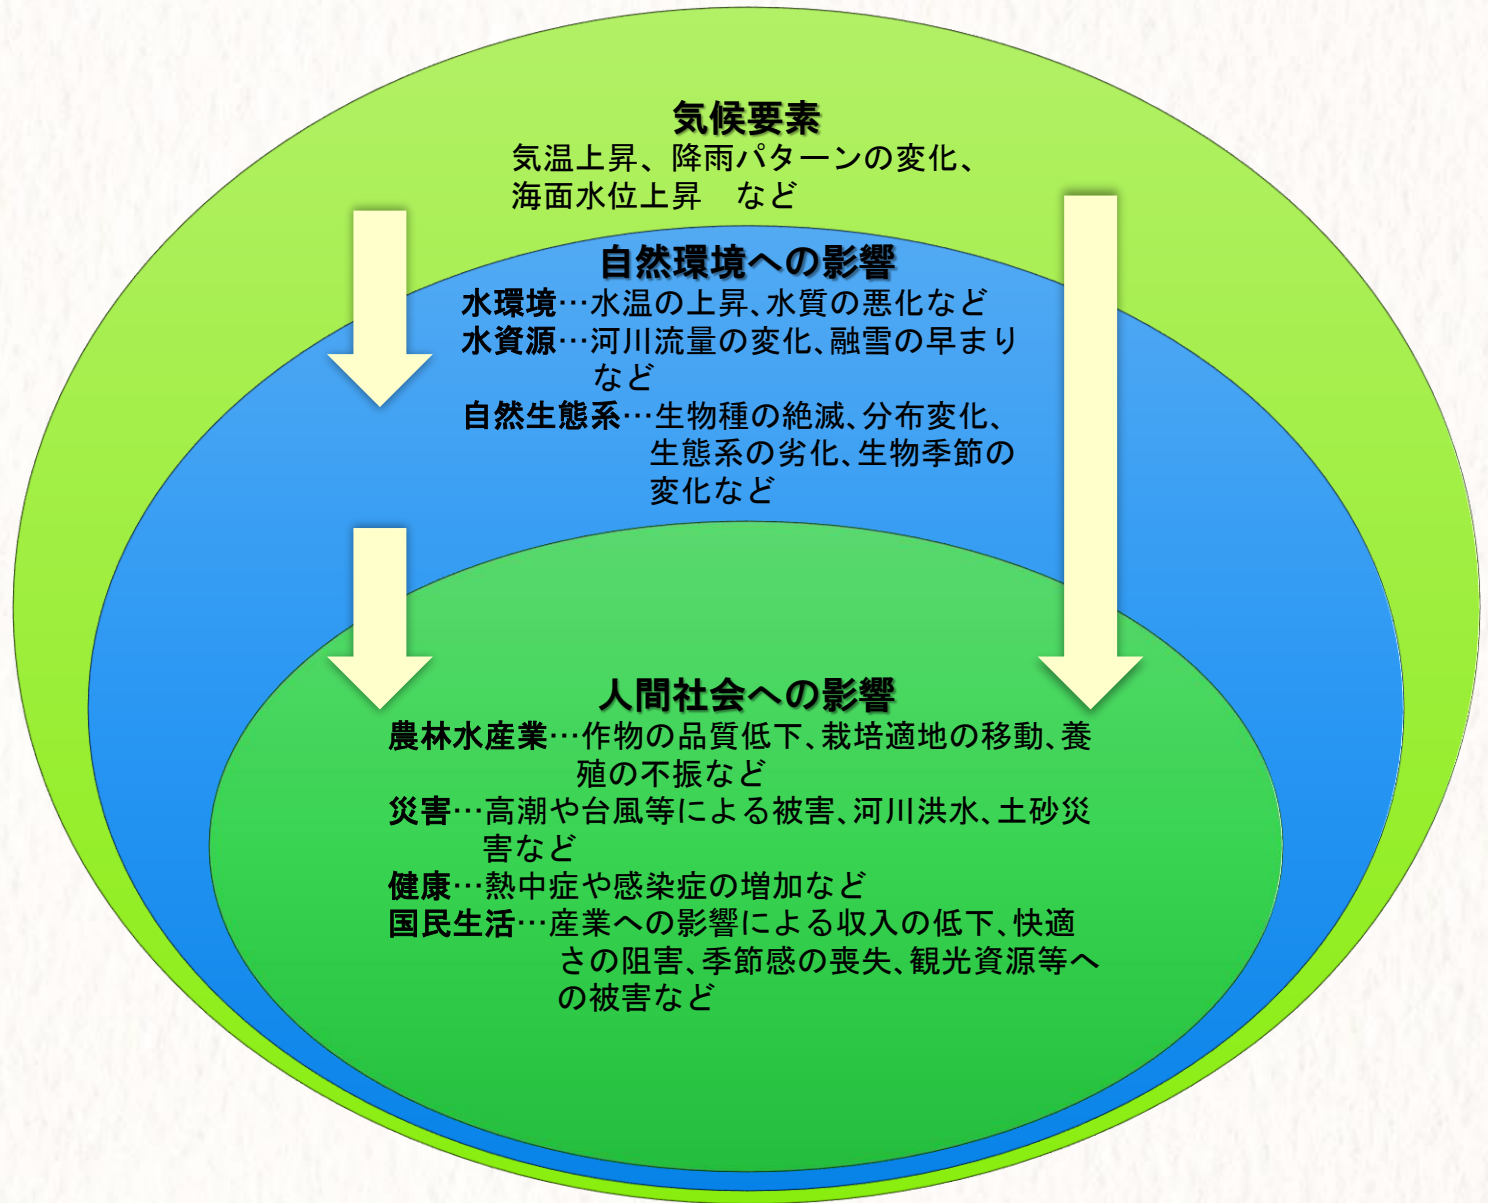 気候要素
気温上昇、降雨パターンの変化、
海面水位上昇　など
自然環境への影響
水環境…水温の上昇、水質の悪化など
水資源…河川流量の変化、融雪の早まり
など
自然生態系…生物種の絶滅、分布変化、
生態系の劣化、生物季節の
変化など
人間社会への影響
農林水産業…作物の品質低下、栽培適地の移動、養
殖の不振など
災害…高潮や台風等による被害、河川洪水、土砂災
害など
健康…熱中症や感染症の増加など
国民生活…産業への影響による収入の低下、快適
さの阻害、季節感の喪失、観光資源等へ
の被害など